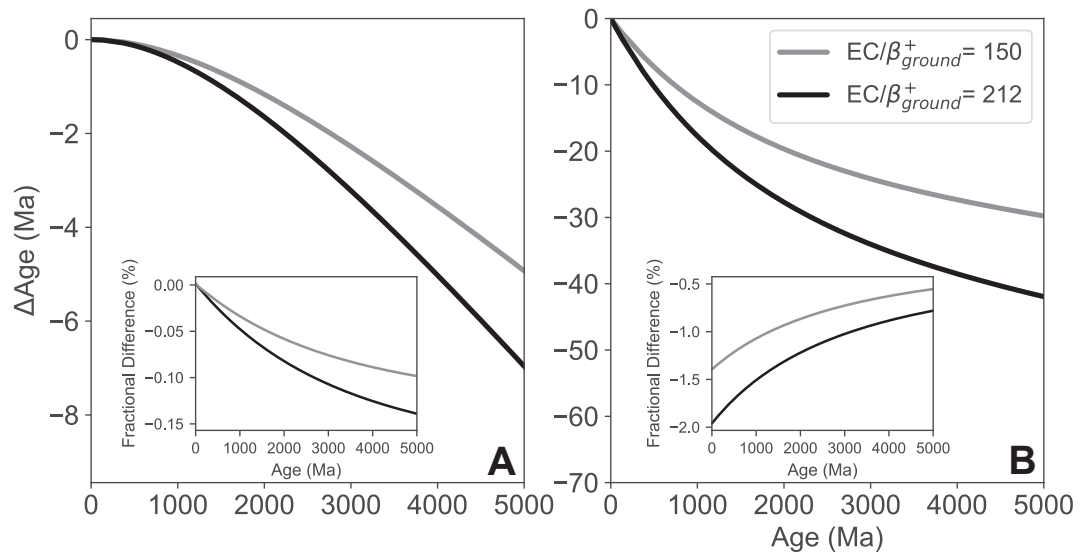 0
−2
−4
−6
−8
ΔAge (Ma)
0 1000 2000 3000 4000 5000
0.00
−0.05
−0.10
−0.15
Fractional Difference (%)
0 1000 2000 3000 4000 5000
Age (Ma)
A
0
−10
−20
−30
−40
−50
−60
−70
EC/β⁺ground= 150
EC/β⁺ground= 212
−0.5
−1.0
−1.5
−2.0
Fractional Difference (%)
0 1000 2000 3000 4000 5000
Age (Ma)
B
0 1000 2000 3000 4000 5000
Age (Ma)